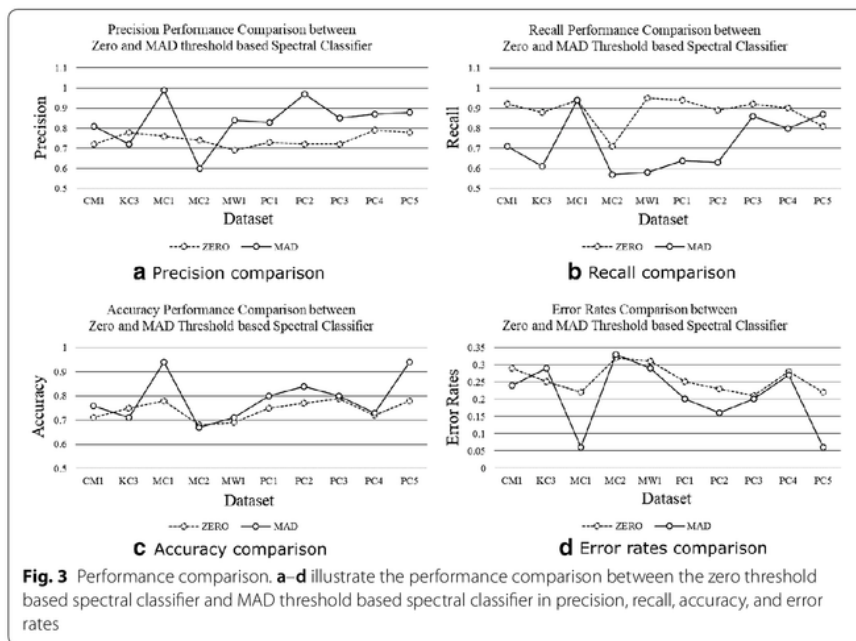 Precision Performance Comparison between
Zero and MAD threshold based Spectral Classifier
1.1
1
0.9
0.8
0.7
0.6
0.5
Precision
CM1 KC3 MC1 MC2 MW1 PC1 PC2 PC3 PC4 PC5
Dataset
ZERO MAD
a Precision comparison
Recall Performance Comparison between
Zero and MAD Threshold based Spectral Classifier
1.1
1
0.9
0.8
0.7
0.6
0.5
Recall
CM1 KC3 MC1 MC2 MW1 PC1 PC2 PC3 PC4 PC5
Dataset
ZERO MAD
b Recall comparison
Accuracy Performance Comparison between
Zero and MAD Threshold based Spectral Classifier
1
0.9
0.8
0.7
0.6
0.5
Accuracy
CM1 KC3 MC1 MC2 MW1 PC1 PC2 PC3 PC4 PC5
Dataset
ZERO MAD
c Accuracy comparison
Error Rates Comparison between
Zero and MAD Threshold based Spectral Classifier
0.35
0.3
0.25
0.2
0.15
0.1
0.05
0
Error Rates
CM1 KC3 MC1 MC2 MW1 PC1 PC2 PC3 PC4 PC5
Dataset
ZERO MAD
d Error rates comparison
Fig. 3 Performance comparison. a–d illustrate the performance comparison between the zero threshold
based spectral classifier and MAD threshold based spectral classifier in precision, recall, accuracy, and error
rates